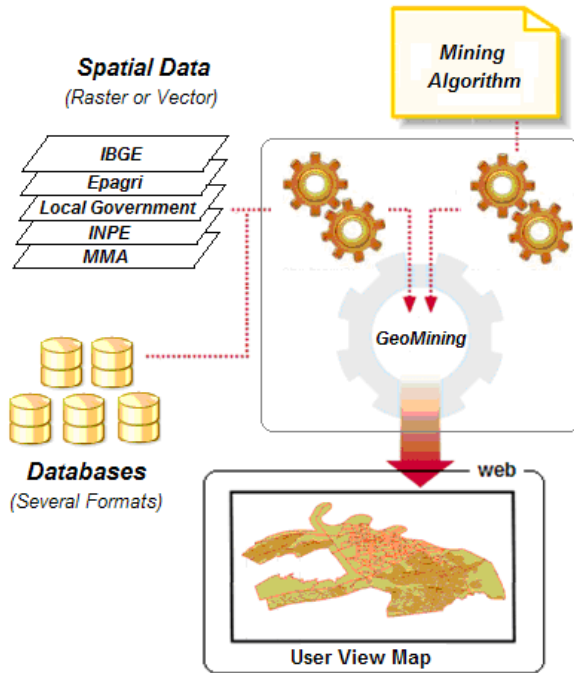 Mining
Algorithm
Spatial Data
(Raster or Vector)
IBGE
Epagri
Local Government
INPE
MMA
GeoMining
Databases
(Several Formats)
web
User View Map